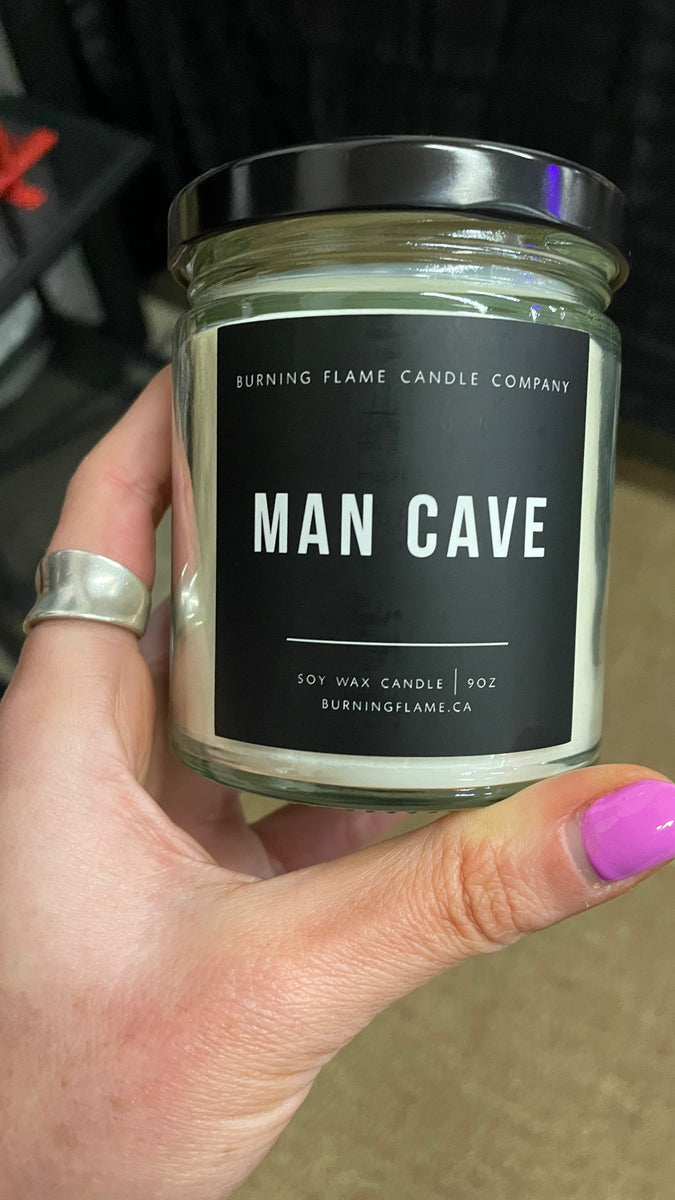 BURNING FLAME CANDLE COMPANY
MAN CAVE
SOY WAX CANDLE | 9OZ
BURNINGFLAME.CA